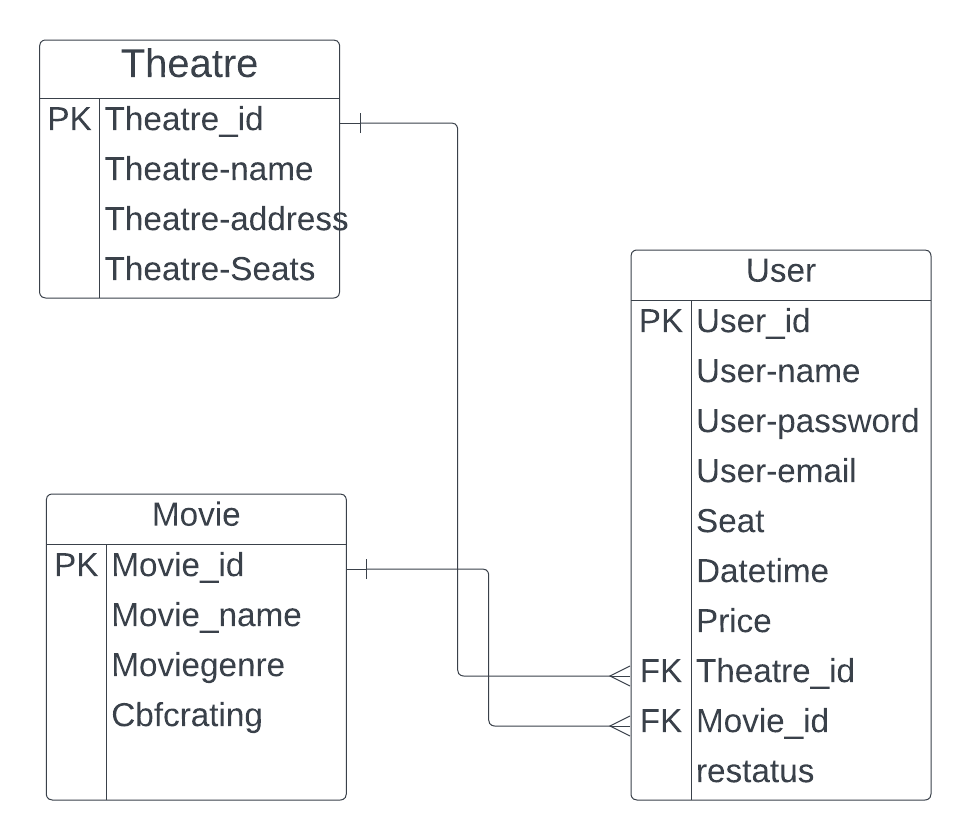 Theatre
PK Theatre_id
Theatre-name
Theatre-address
Theatre-Seats
User
PK User_id
User-name
User-password
User-email
Seat
Datetime
Price
FK Theatre_id
FK Movie_id
restatus
Movie
PK Movie_id
Movie_name
Moviegenre
Cbfcrating